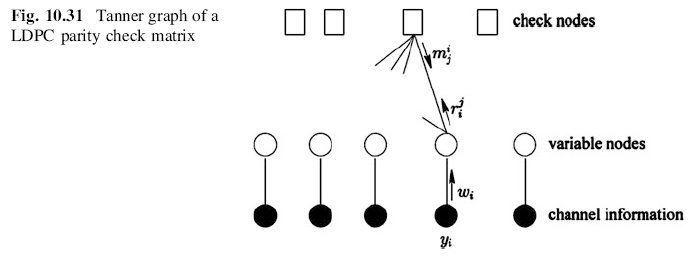 Fig. 10.31 Tanner graph of a
LDPC parity check matrix
check nodes
m_j^i
r_i^j
variable nodes
w_i
channel information
y_i